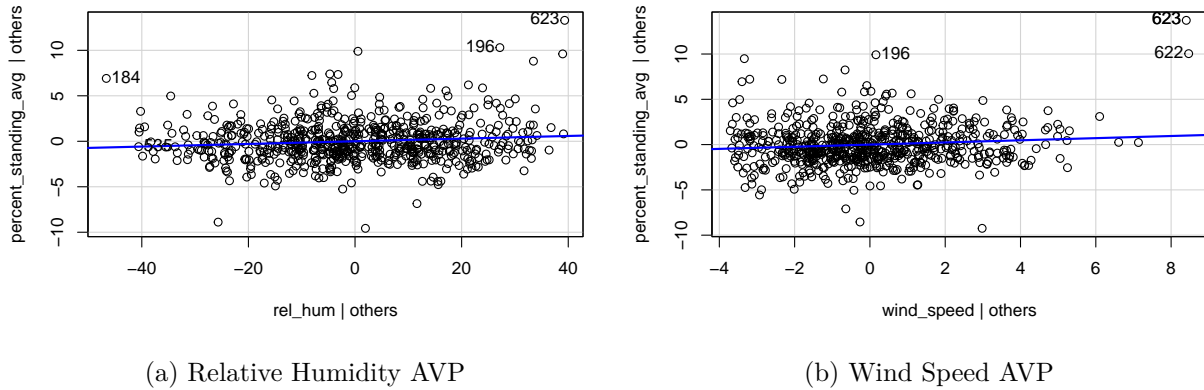 623
196
184
10
5
0
−5
−10
percent_standing_avg | others
−40 −20 0 20 40
rel_hum | others
(a) Relative Humidity AVP
623
622
196
10
5
0
−5
−10
percent_standing_avg | others
−4 −2 0 2 4 6 8
wind_speed | others
(b) Wind Speed AVP